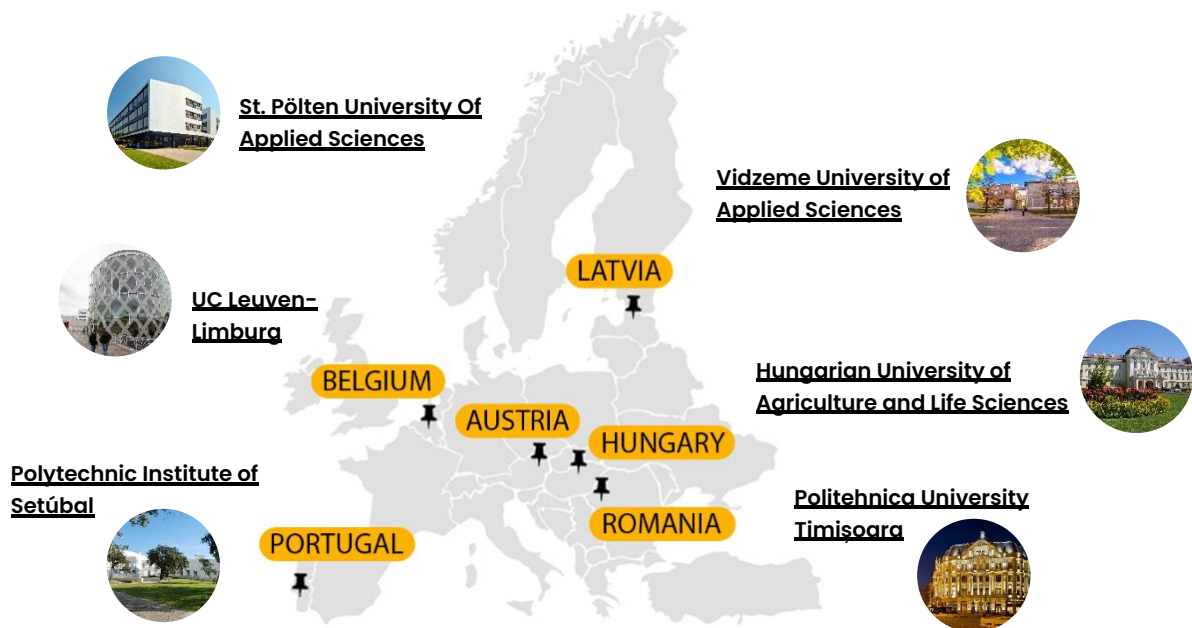 St. Pölten University Of
Applied Sciences
Vidzeme University of
Applied Sciences
LATVIA
UC Leuven-
Limburg
BELGIUM
Hungarian University of
Agriculture and Life Sciences
AUSTRIA
HUNGARY
Polytechnic Institute of
Setúbal
Politehnica University
Timișoara
ROMANIA
PORTUGAL